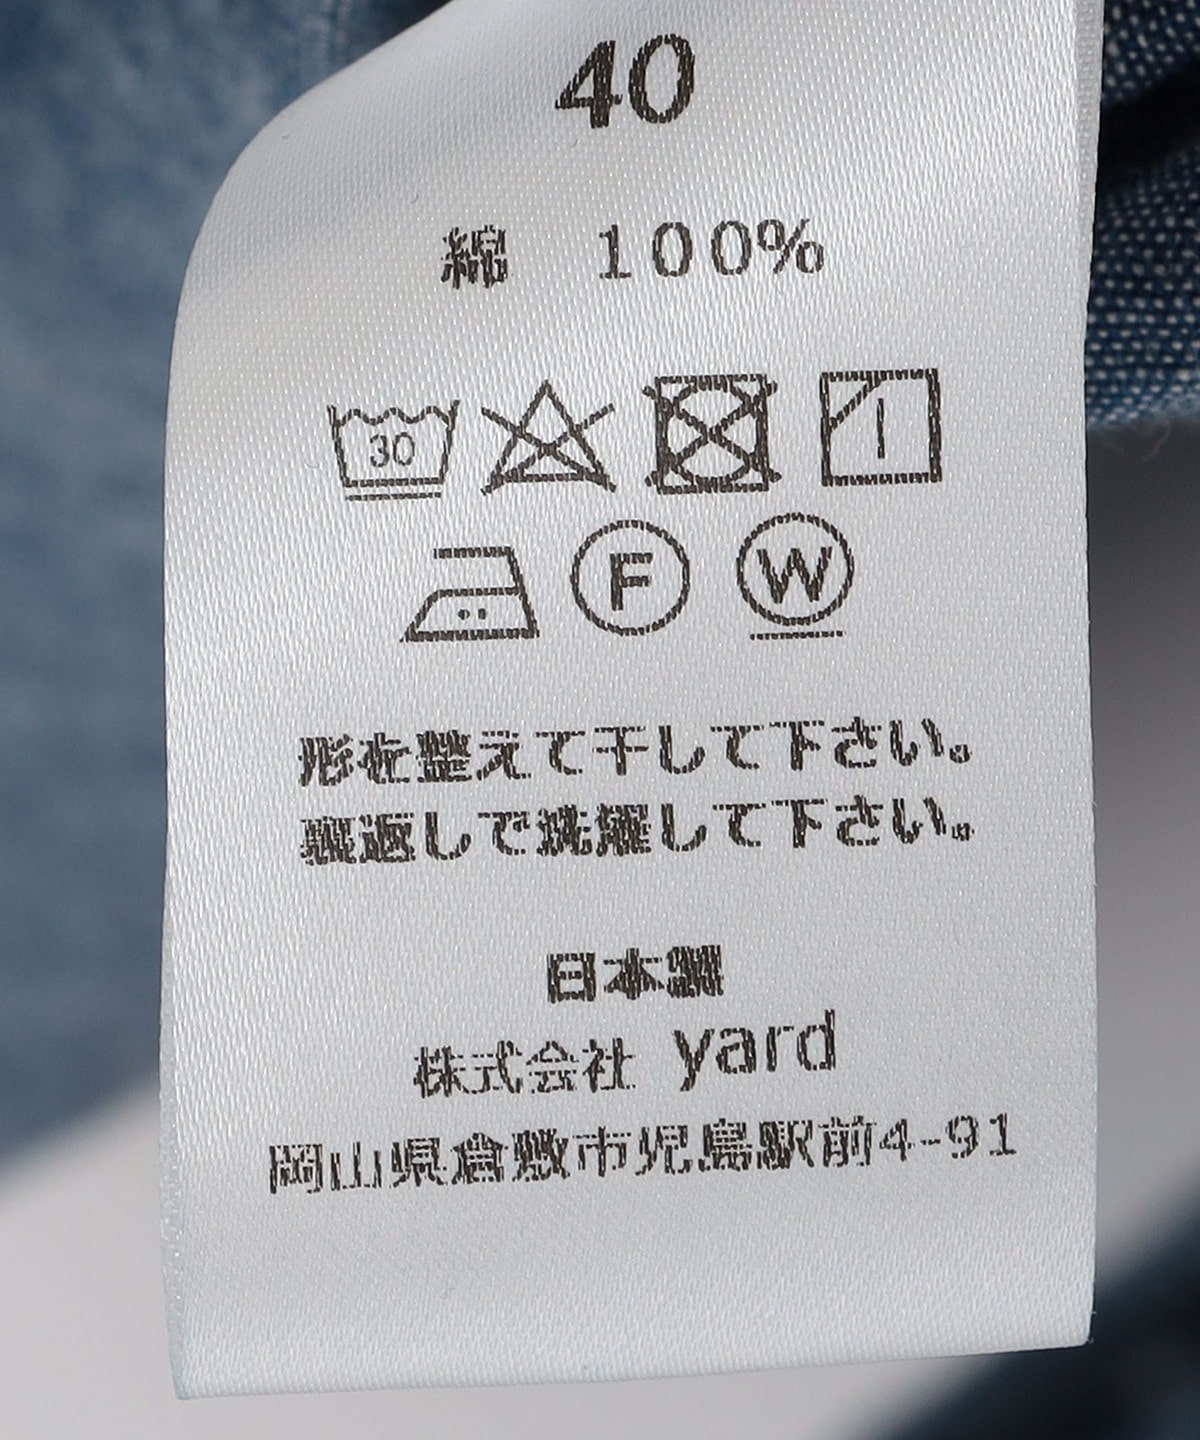 40
綿 100%
30
F W
形を整えて干して下さい。
裏返しで洗濯して下さい。
日本製
株式会社 yard
岡山県倉敷市児島駅前4-91